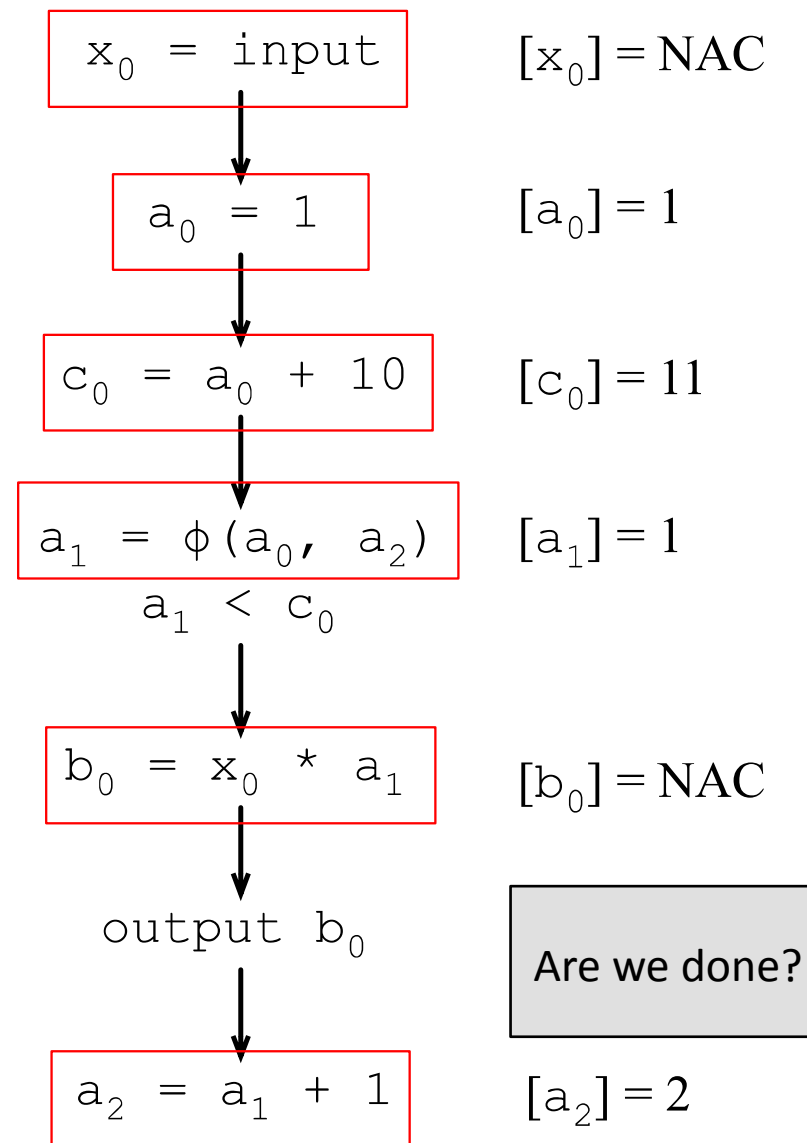 x₀ = input [x₀] = NAC
a₀ = 1 [a₀] = 1
c₀ = a₀ + 10 [c₀] = 11
a₁ = ϕ(a₀, a₂) [a₁] = 1
a₁ < c₀
b₀ = x₀ * a₁ [b₀] = NAC
output b₀
Are we done?
a₂ = a₁ + 1 [a₂] = 2